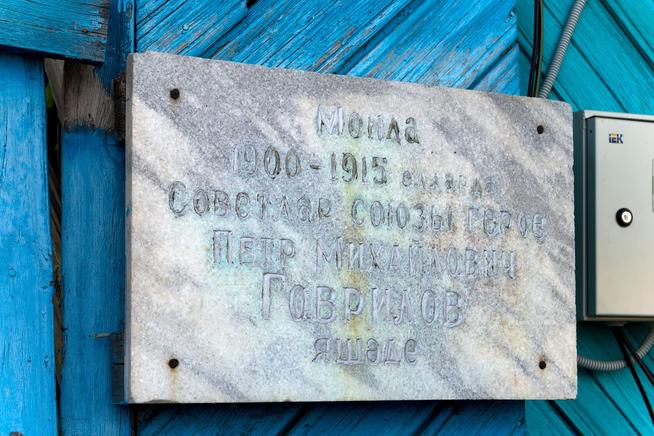 Монда
1900-1915 елларда
Советлар Союзы Герое
Петр Михайлович
Гаврилов
яшәде
IEK